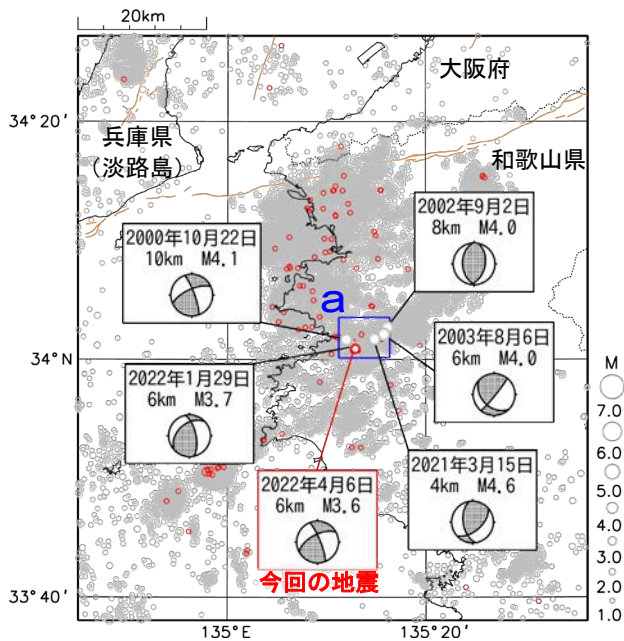 20km
大阪府
34°20′
兵庫県
(淡路島)
和歌山県
2002年9月2日
8km M4.0
2000年10月22日
10km M4.1
a
2003年8月6日
6km M4.0
34°N
2022年1月29日
6km M3.7
M
7.0
6.0
5.0
4.0
3.0
2.0
1.0
2021年3月15日
4km M4.6
2022年4月6日
6km M3.6
今回の地震
33°40′
135°E
135°20′